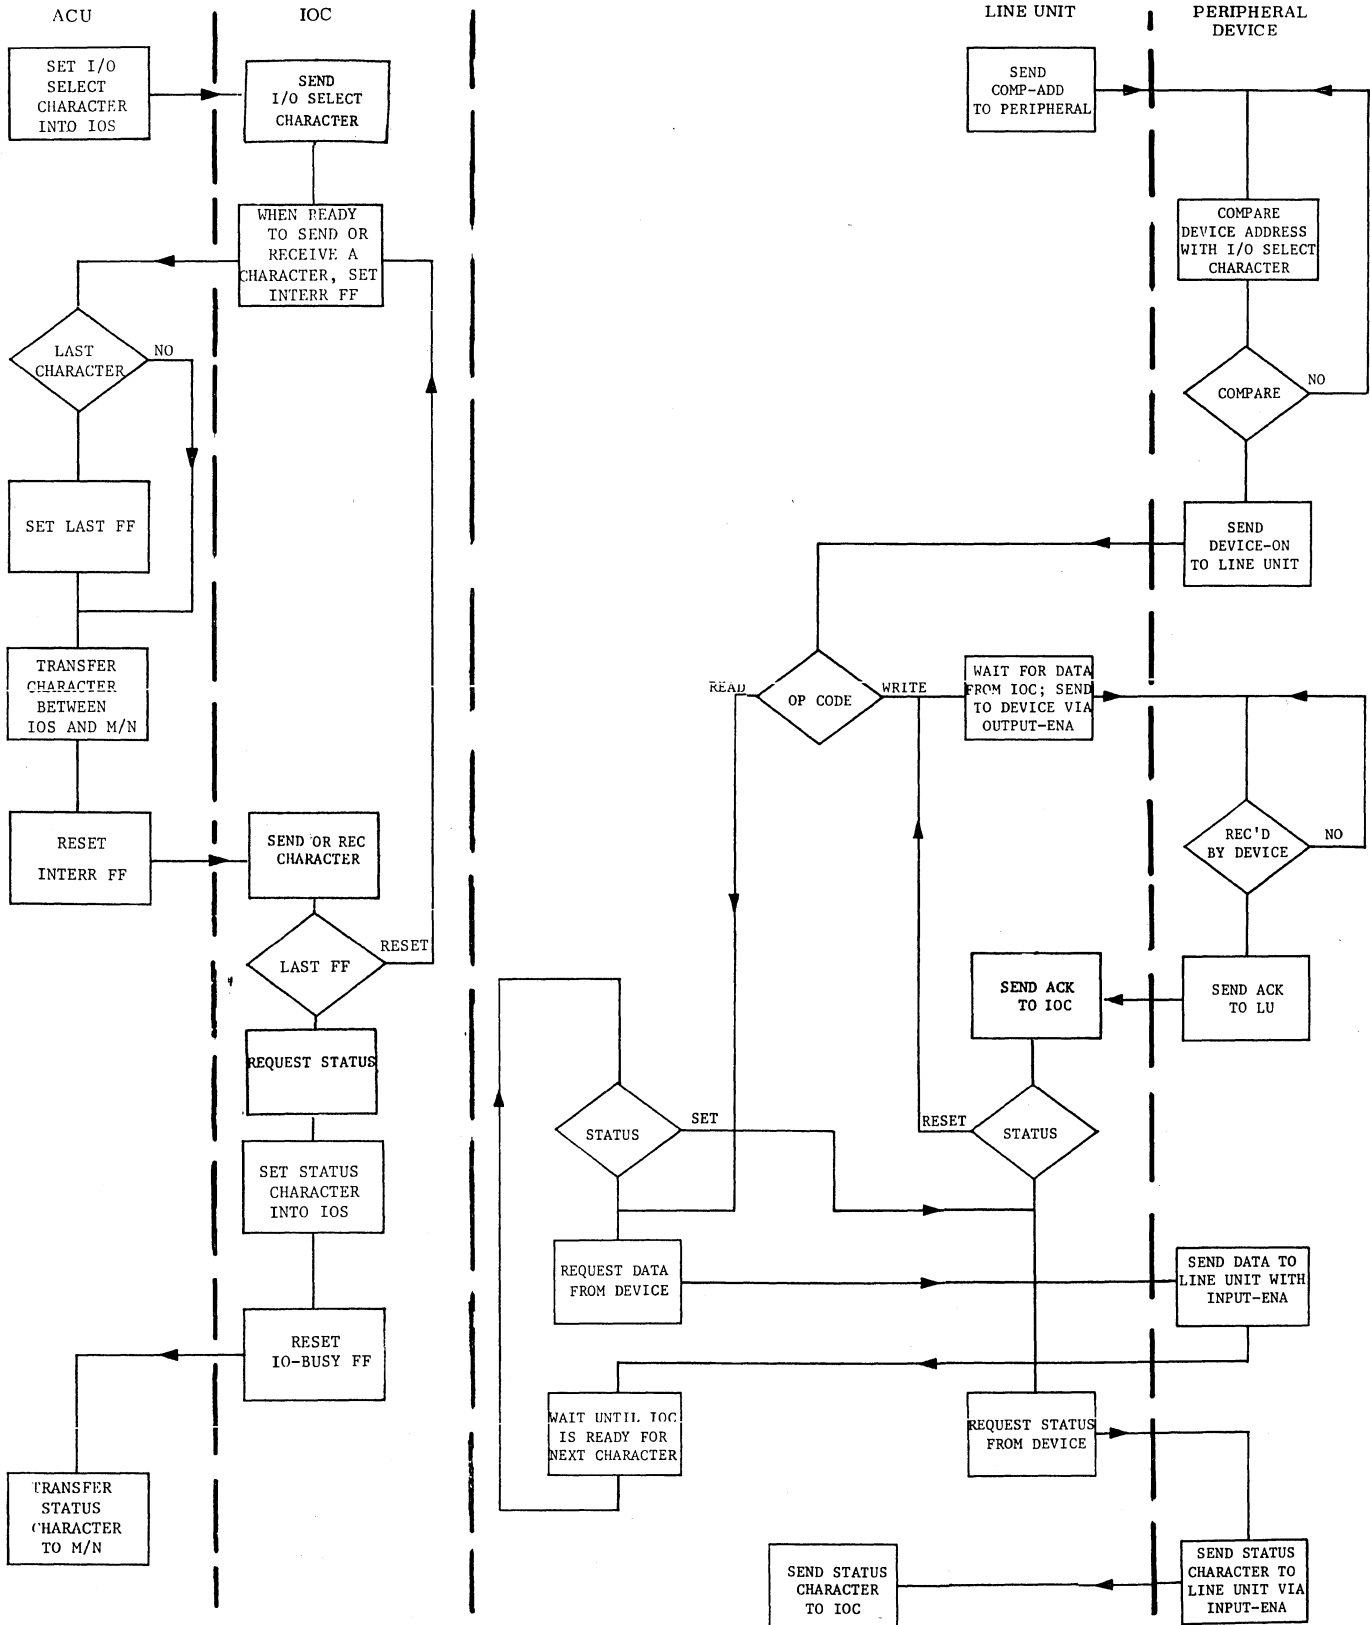 ACU
IOC
LINE UNIT
PERIPHERAL
DEVICE
SET I/O
SELECT
CHARACTER
INTO IOS
SEND
I/O SELECT
CHARACTER
WHEN READY
TO SEND OR
RECEIVE A
CHARACTER, SET
INTERR FF
LAST
CHARACTER
NO
SET LAST FF
TRANSFER
CHARACTER
BETWEEN
IOS AND M/N
RESET
INTERR FF
SEND OR REC
CHARACTER
LAST FF
RESET
REQUEST STATUS
SET STATUS
CHARACTER
INTO IOS
RESET
IO-BUSY FF
TRANSFER
STATUS
CHARACTER
TO M/N
SEND
COMP-ADD
TO PERIPHERAL
COMPARE
DEVICE ADDRESS
WITH I/O SELECT
CHARACTER
COMPARE
NO
SEND
DEVICE-ON
TO LINE UNIT
OP CODE
READ
WRITE
WAIT FOR DATA
FROM IOC; SEND
TO DEVICE VIA
OUTPUT-ENA
REC'D
BY DEVICE
NO
SEND ACK
TO LU
SEND ACK
TO IOC
STATUS
RESET
STATUS
SET
REQUEST DATA
FROM DEVICE
SEND DATA TO
LINE UNIT WITH
INPUT-ENA
WAIT UNTIL IOC
IS READY FOR
NEXT CHARACTER
REQUEST STATUS
FROM DEVICE
SEND STATUS
CHARACTER TO
LINE UNIT VIA
INPUT-ENA
SEND STATUS
CHARACTER
TO IOC